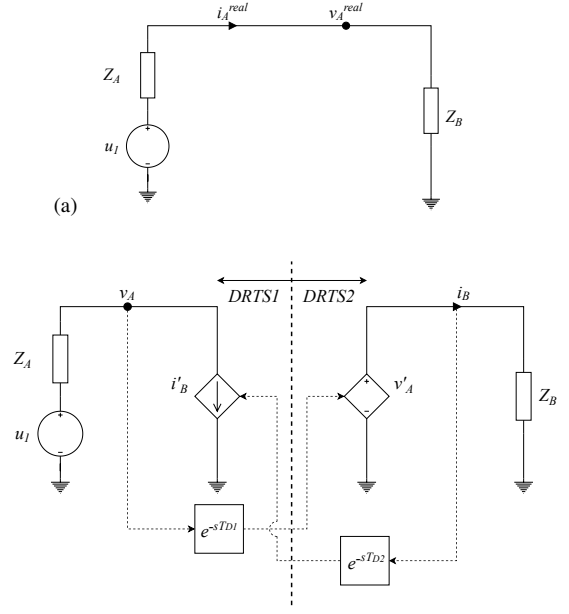 i_A^real v_A^real
Z_A
Z_B
+
u_1
−
(a)
DRTS1 DRTS2
v_A i_B
Z_A
i'_B
+
v'_A
−
Z_B
+
u_1
−
e^-sT_D1
e^-sT_D2